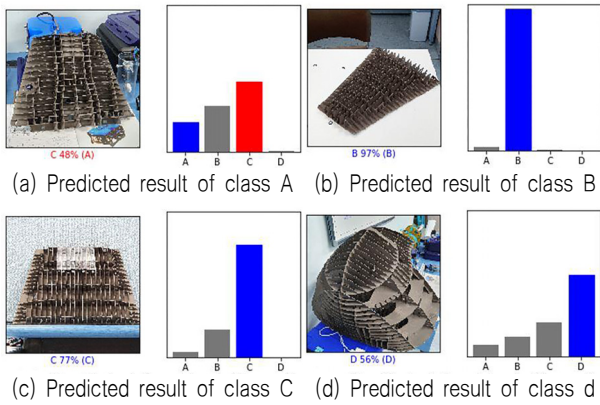 C 48% (A)
A B C D
B 97% (B)
A B C D
(a) Predicted result of class A
(b) Predicted result of class B
C 77% (C)
A B C D
D 56% (D)
A B C D
(c) Predicted result of class C
(d) Predicted result of class d